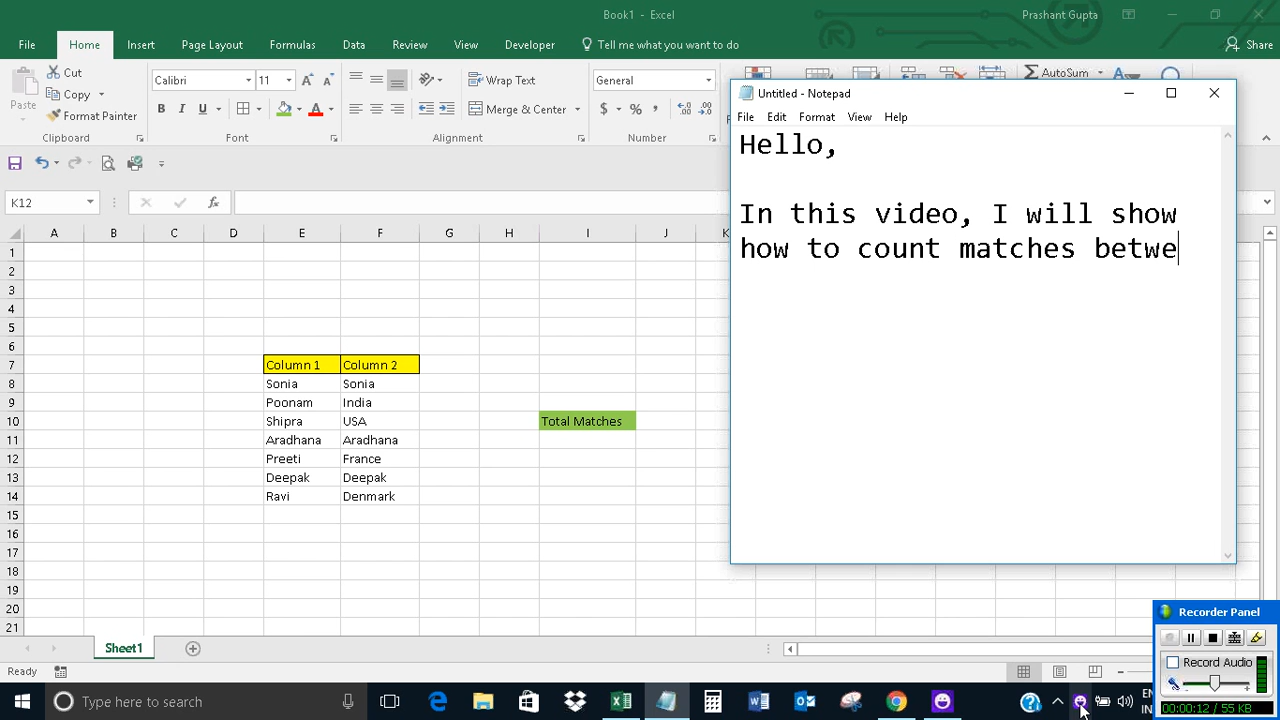 Book1 - Excel
Prashant Gupta
File Home Insert Page Layout Formulas Data Review View Developer Tell me what you want to do Share
Cut
Copy
Format Painter
Paste
Clipboard
Calibri 11
B I U
Font
Wrap Text
Merge & Center
Alignment
General
$ % ,
Number
AutoSum
K12
fx
A B C D E F G H I J K
1
2
3
4
5
6
7 Column 1 Column 2
8 Sonia Sonia
9 Poonam India
10 Shipra USA Total Matches
11 Aradhana Aradhana
12 Preeti France
13 Deepak Deepak
14 Ravi Denmark
15
16
17
18
19
20
21
Untitled - Notepad
File Edit Format View Help
Hello,
In this video, I will show
how to count matches betwe
Sheet1
Ready
Recorder Panel
Record Audio
00:00:12 / 55 KB
Type here to search